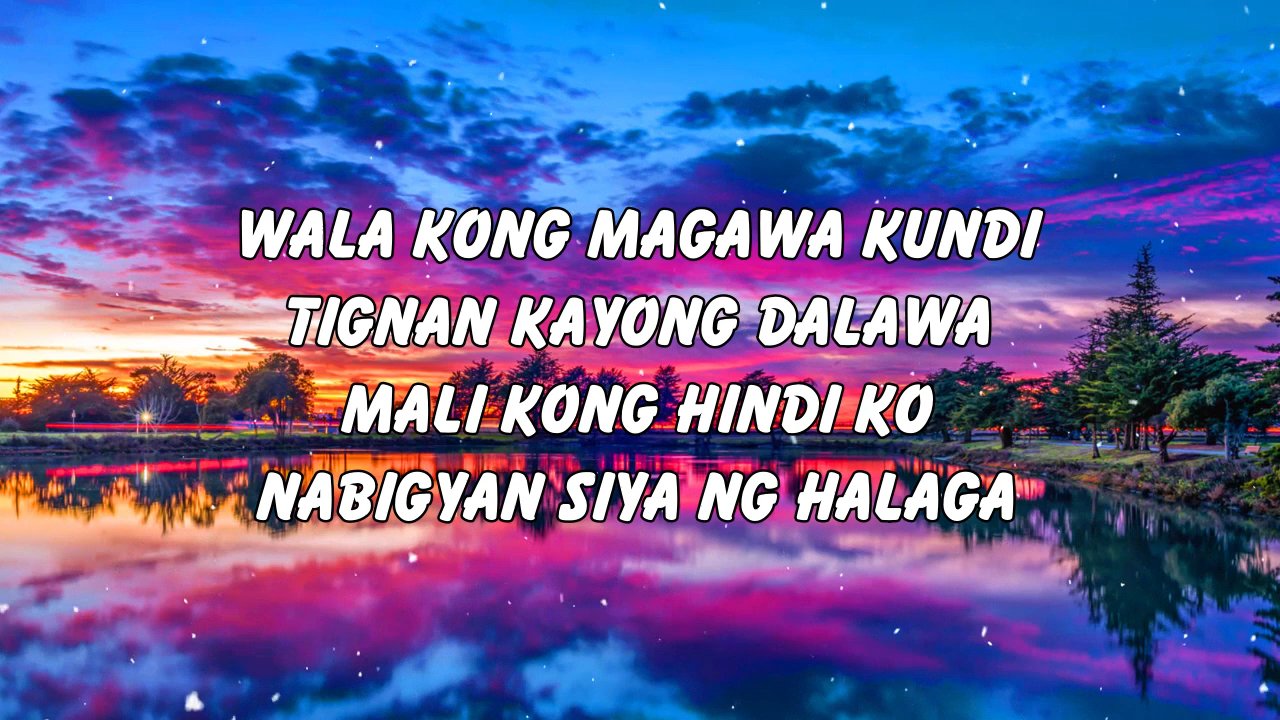 WALA KONG MAGAWA KUNDI
TIGNAN KAYONG DALAWA
MALI KONG HINDI KO
NABIGYAN SIYA NG HALAGA